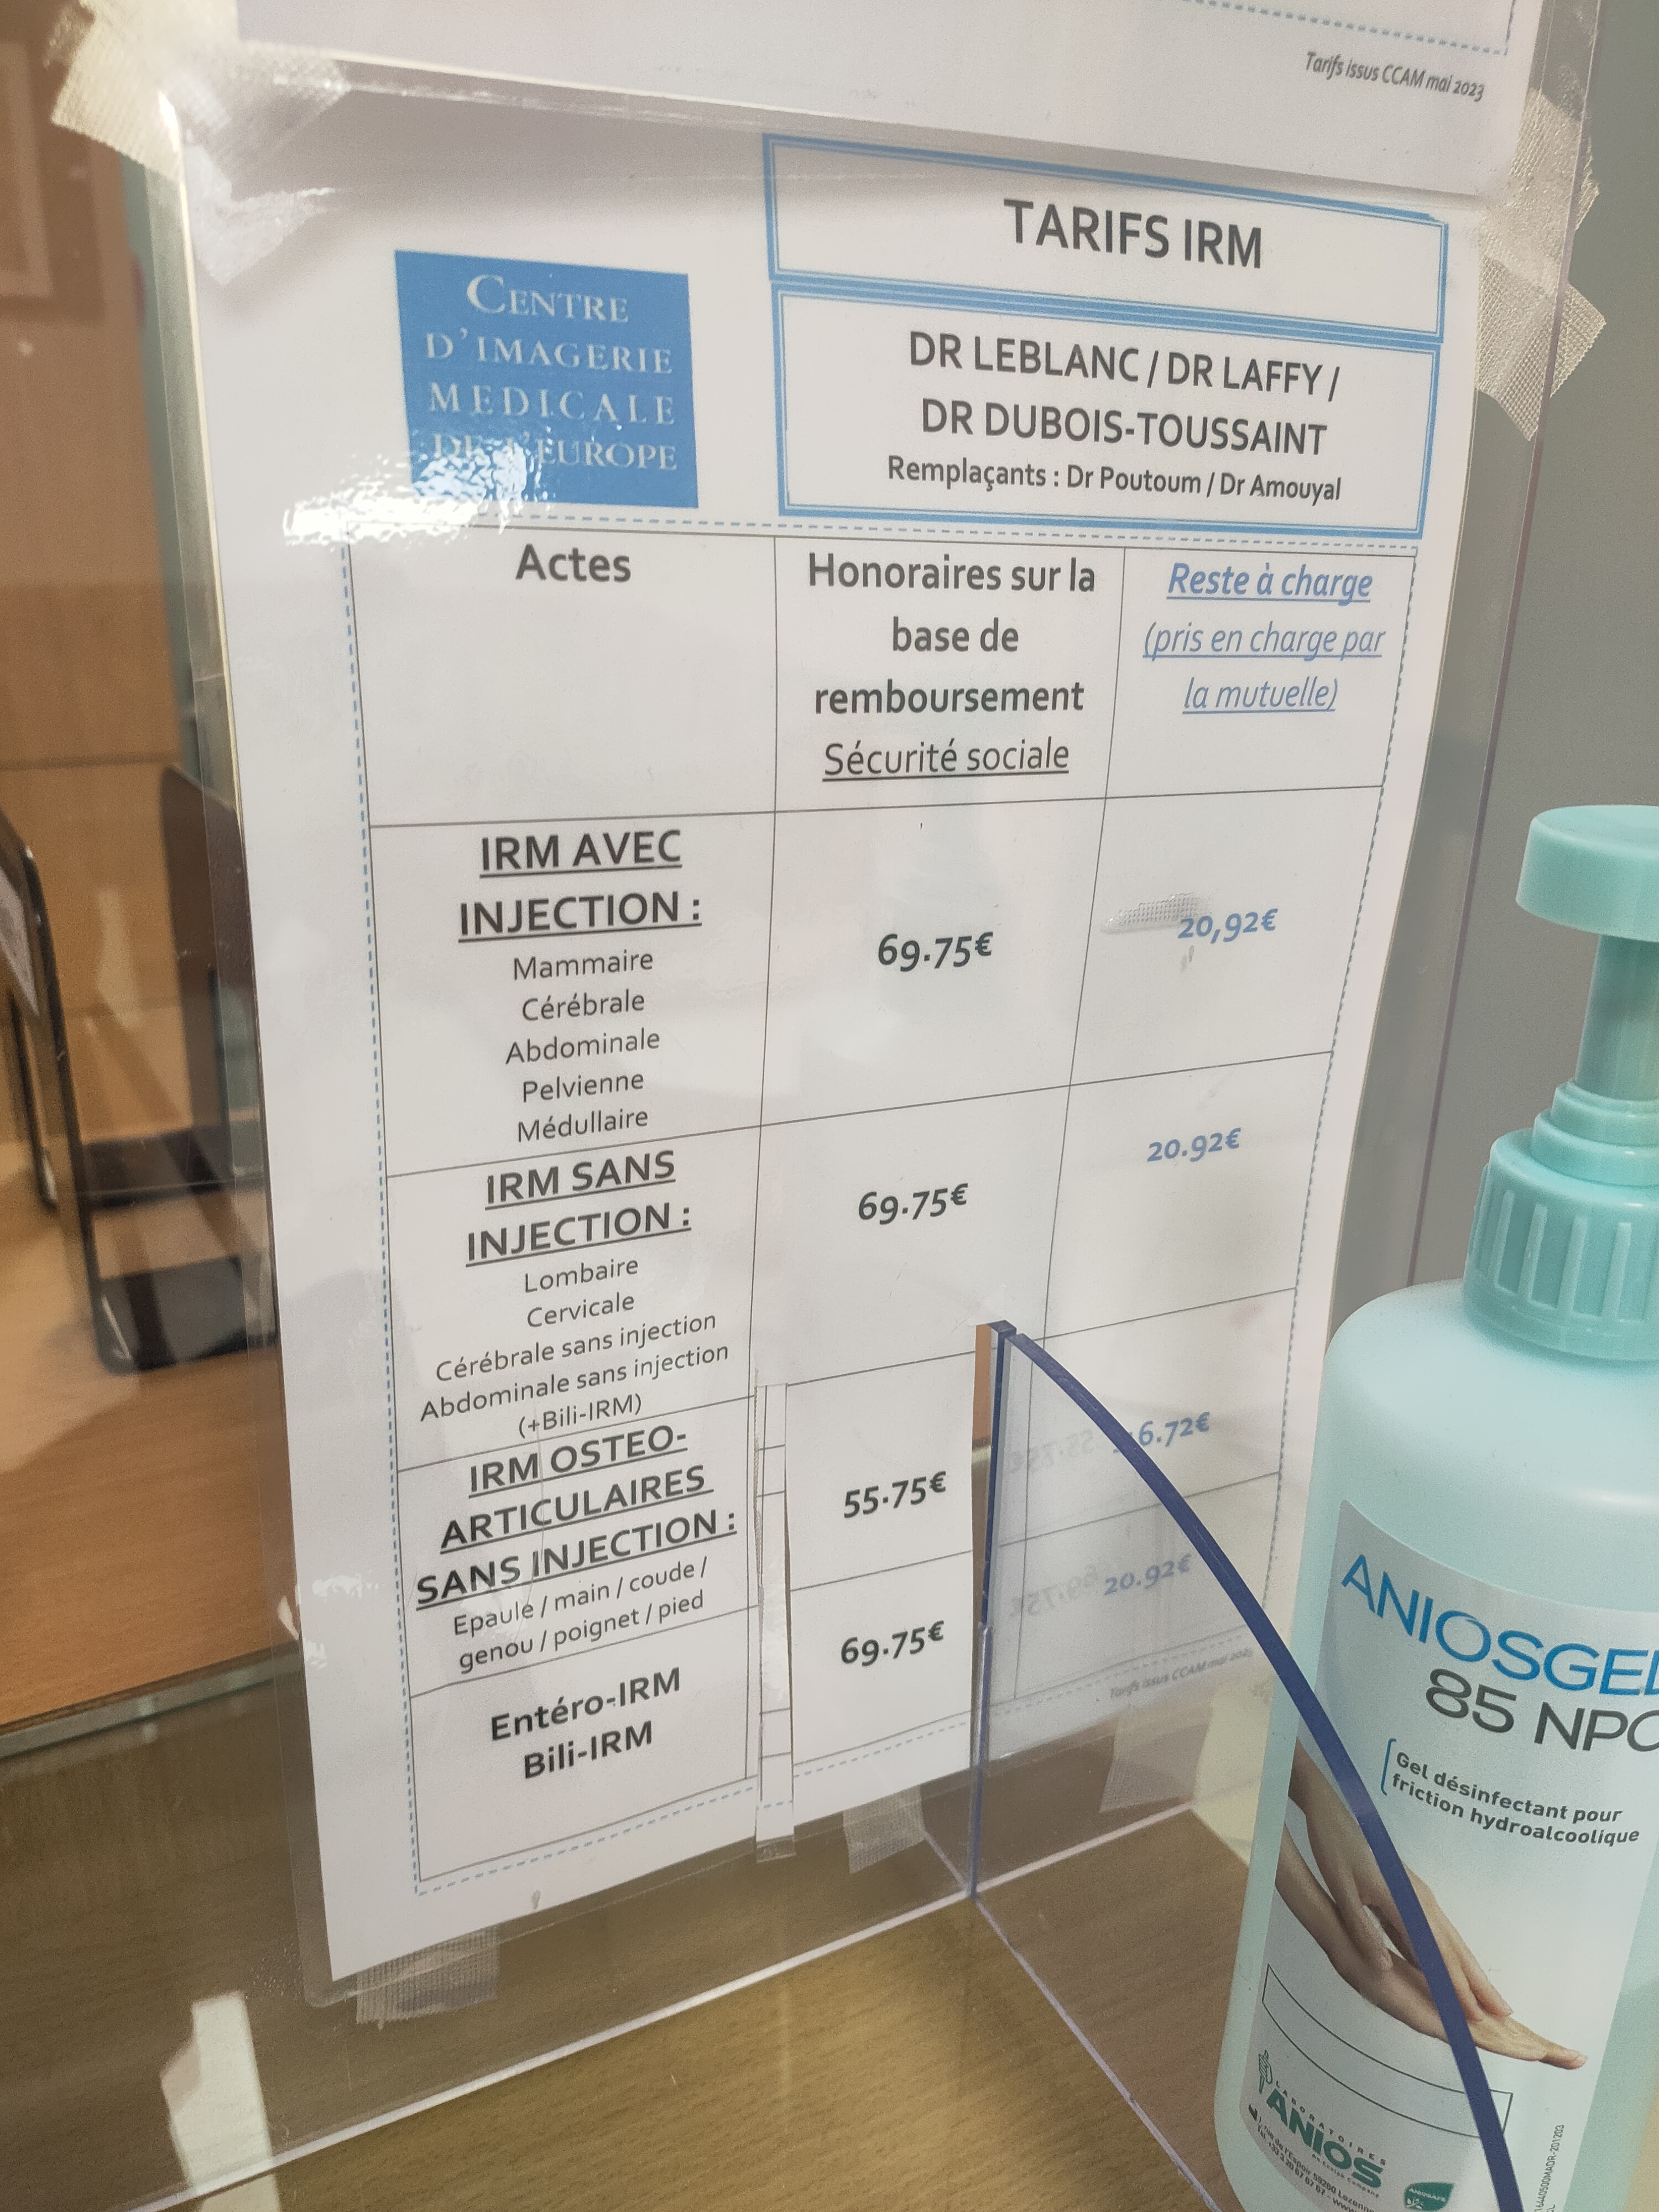 Tarifs issus CCAM mai 2023
TARIFS IRM
CENTRE
D'IMAGERIE
MEDICALE
DE L'EUROPE
DR LEBLANC / DR LAFFY /
DR DUBOIS-TOUSSAINT
Remplaçants : Dr Poutoum / Dr Amouyal
Actes
Honoraires sur la
base de
remboursement
Sécurité sociale
Reste à charge
(pris en charge par
la mutuelle)
IRM AVEC
INJECTION :
Mammaire
Cérébrale
Abdominale
Pelvienne
Médullaire
69.75€
20,92€
IRM SANS
INJECTION :
Lombaire
Cervicale
Cérébrale sans injection
Abdominale sans injection
(+Bili-IRM)
69.75€
20.92€
IRM OSTEO-
ARTICULAIRES
SANS INJECTION :
Epaule / main / coude /
genou / poignet / pied
55.75€
16.72€
Entéro-IRM
Bili-IRM
69.75€
20.92€
Tarifs issus CCAM mai 2023
ANIOSGEL
85 NPC
Gel désinfectant pour
friction hydroalcoolique
LABORATOIRES
ANIOS